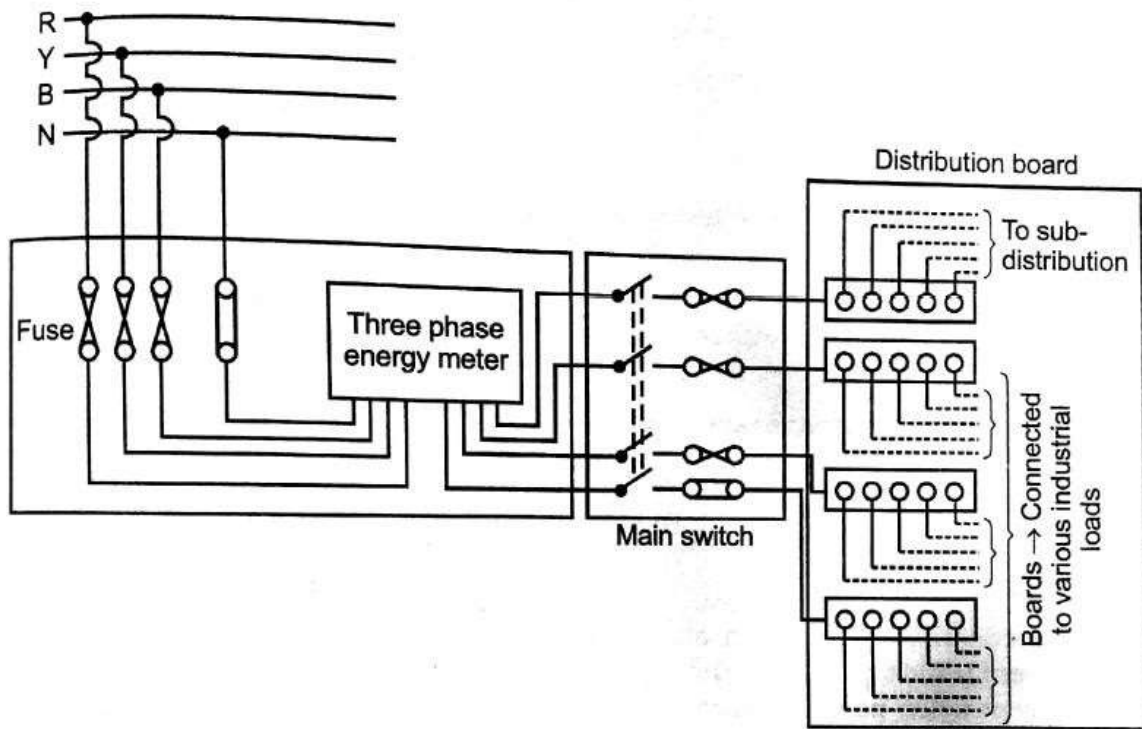 R
Y
B
N
Distribution board
To sub-
distribution
Fuse
Three phase
energy meter
Main switch
Boards → Connected
to various industrial
loads